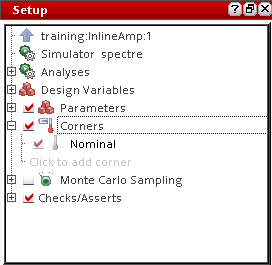 Setup
training:InlineAmp:1
Simulator spectre
Analyses
Design Variables
Parameters
Corners
Nominal
Click to add corner
Monte Carlo Sampling
Checks/Asserts